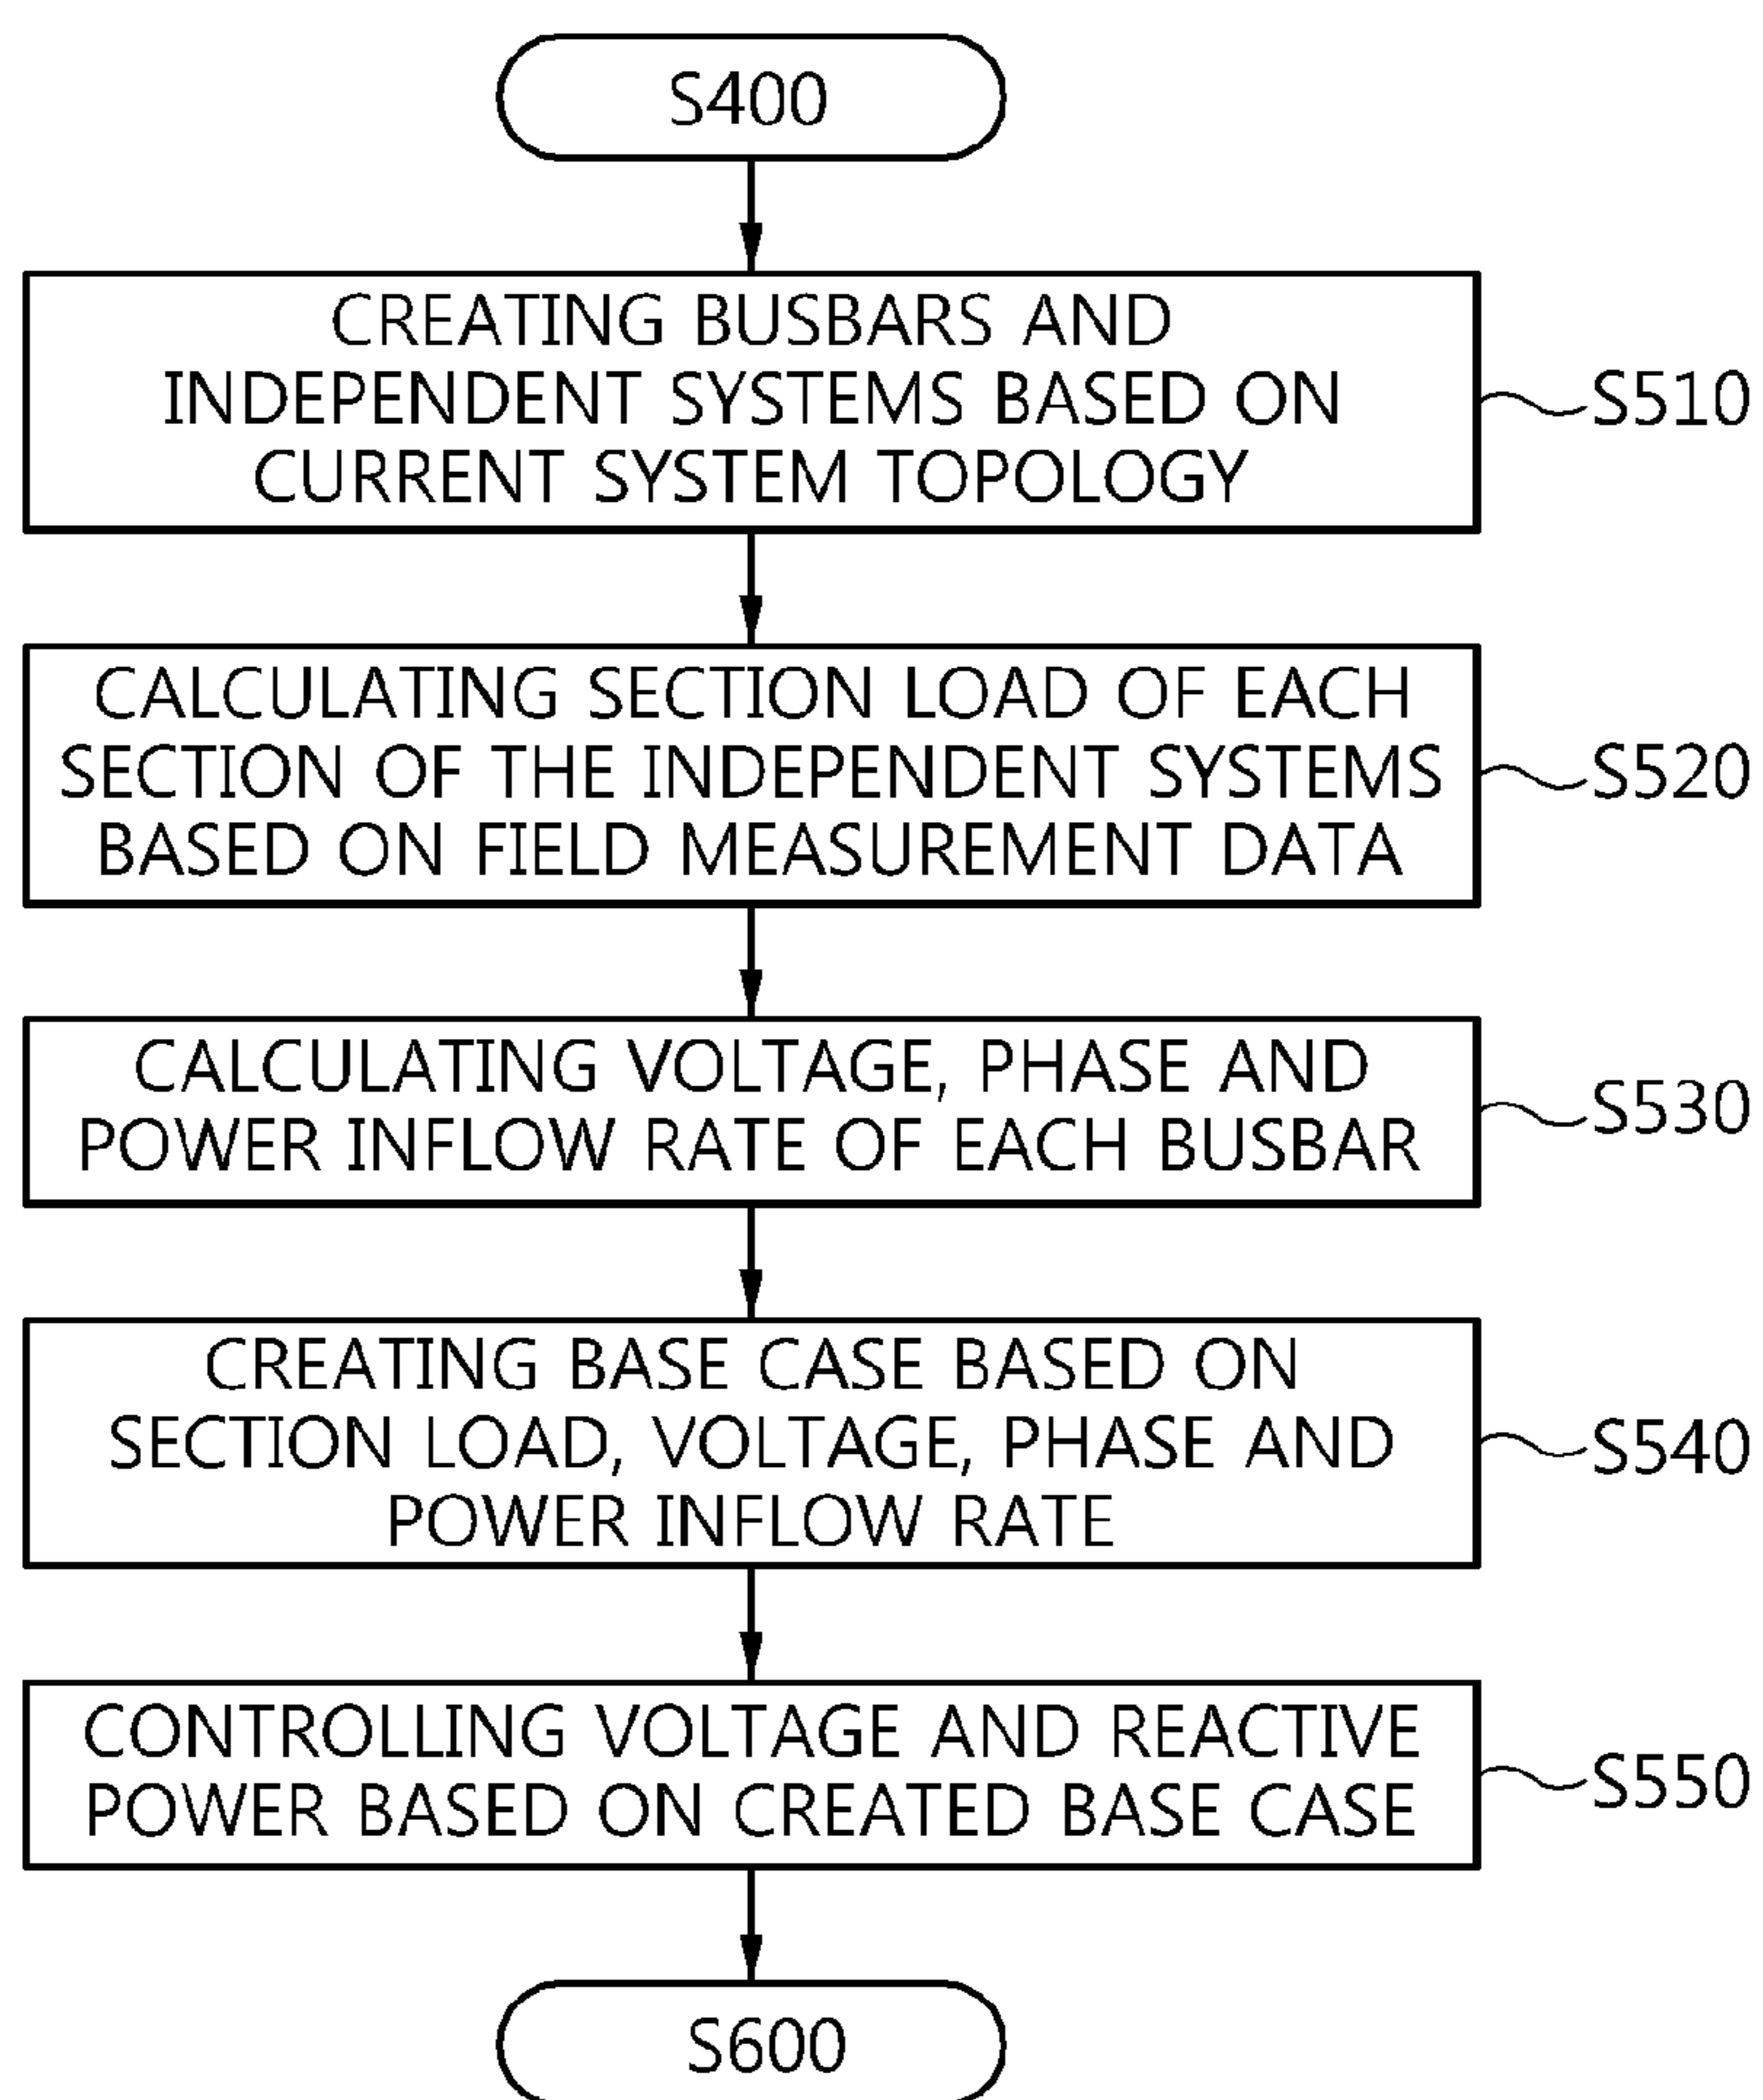 S400
CREATING BUSBARS AND
INDEPENDENT SYSTEMS BASED ON
CURRENT SYSTEM TOPOLOGY
S510
CALCULATING SECTION LOAD OF EACH
SECTION OF THE INDEPENDENT SYSTEMS
BASED ON FIELD MEASUREMENT DATA
S520
CALCULATING VOLTAGE, PHASE AND
POWER INFLOW RATE OF EACH BUSBAR
S530
CREATING BASE CASE BASED ON
SECTION LOAD, VOLTAGE, PHASE AND
POWER INFLOW RATE
S540
CONTROLLING VOLTAGE AND REACTIVE
POWER BASED ON CREATED BASE CASE
S550
S600